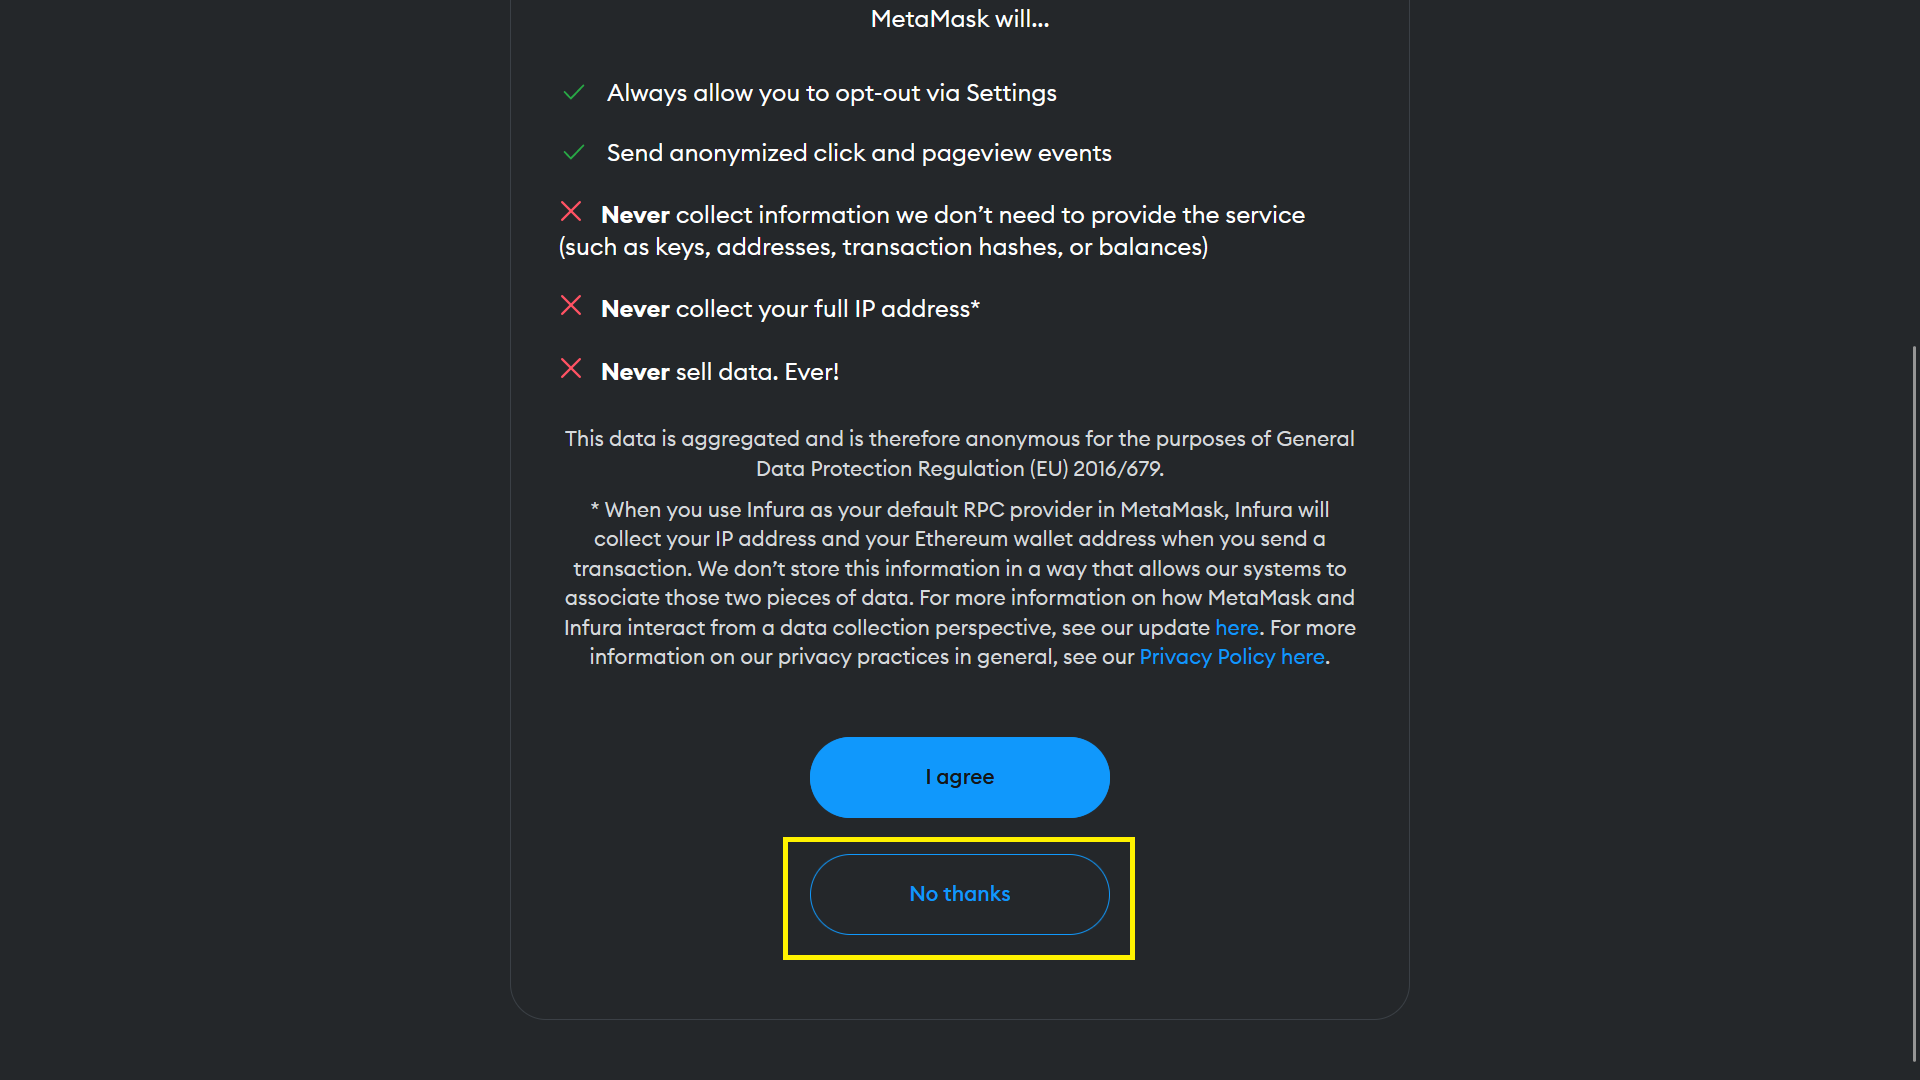 MetaMask will...
Always allow you to opt-out via Settings
Send anonymized click and pageview events
Never collect information we don’t need to provide the service
(such as keys, addresses, transaction hashes, or balances)
Never collect your full IP address*
Never sell data. Ever!
This data is aggregated and is therefore anonymous for the purposes of General
Data Protection Regulation (EU) 2016/679.
* When you use Infura as your default RPC provider in MetaMask, Infura will
collect your IP address and your Ethereum wallet address when you send a
transaction. We don’t store this information in a way that allows our systems to
associate those two pieces of data. For more information on how MetaMask and
Infura interact from a data collection perspective, see our update here. For more
information on our privacy practices in general, see our Privacy Policy here.
I agree
No thanks